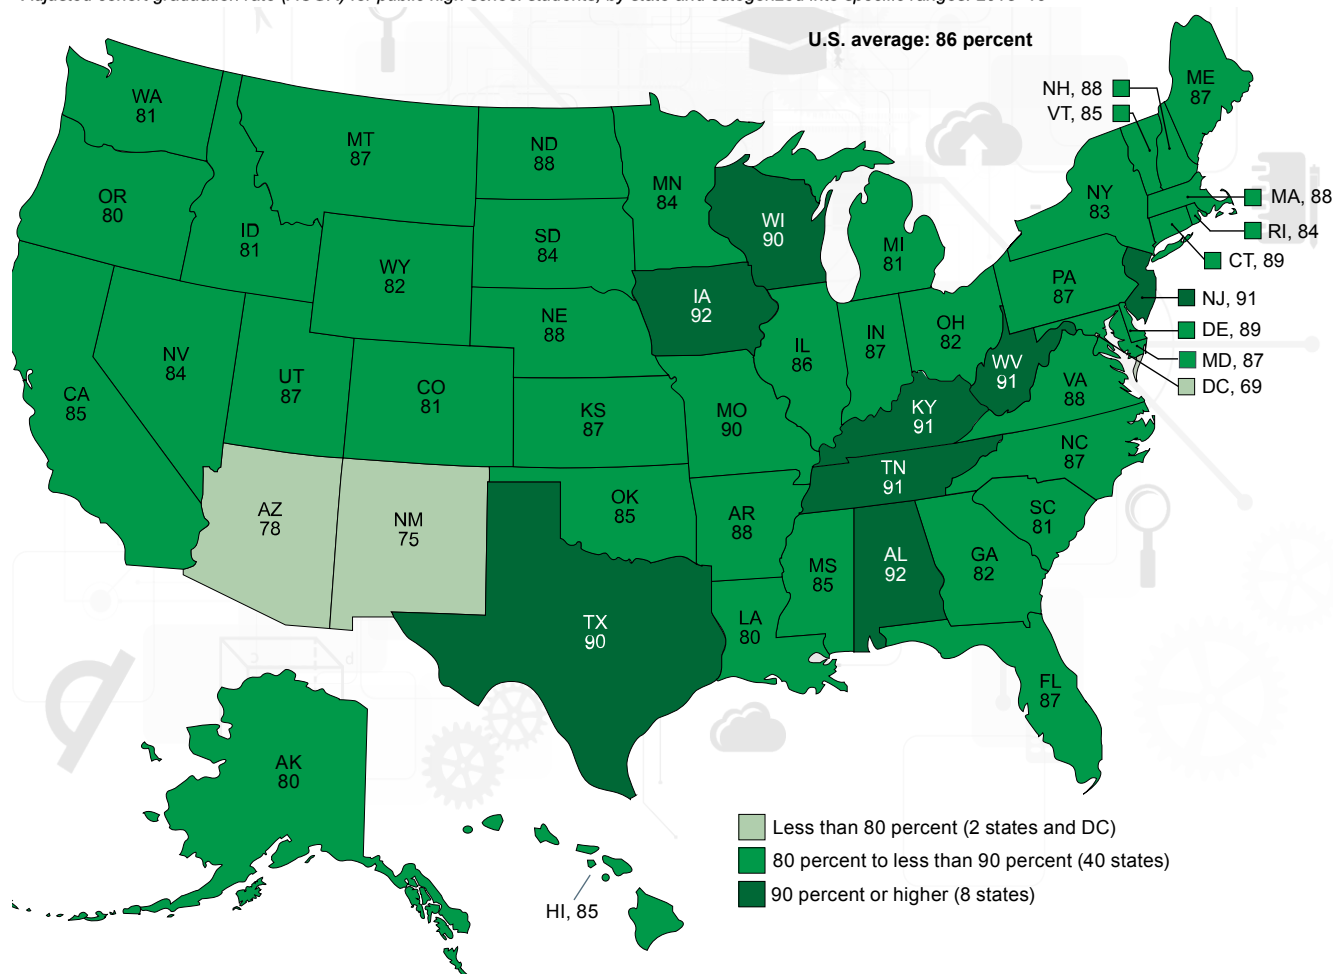 U.S. average: 86 percent
WA
81
OR
80
CA
85
ID
81
NV
84
MT
87
WY
82
UT
87
AZ
78
CO
81
NM
75
ND
88
SD
84
NE
88
KS
87
OK
85
TX
90
MN
84
IA
92
MO
90
AR
88
LA
80
WI
90
IL
86
MI
81
IN
87
OH
82
KY
91
TN
91
MS
85
AL
92
GA
82
FL
87
SC
81
NC
87
VA
88
WV
91
PA
87
NY
83
ME
87
NH, 88
VT, 85
MA, 88
RI, 84
CT, 89
NJ, 91
DE, 89
MD, 87
DC, 69
AK
80
HI, 85
Less than 80 percent (2 states and DC)
80 percent to less than 90 percent (40 states)
90 percent or higher (8 states)